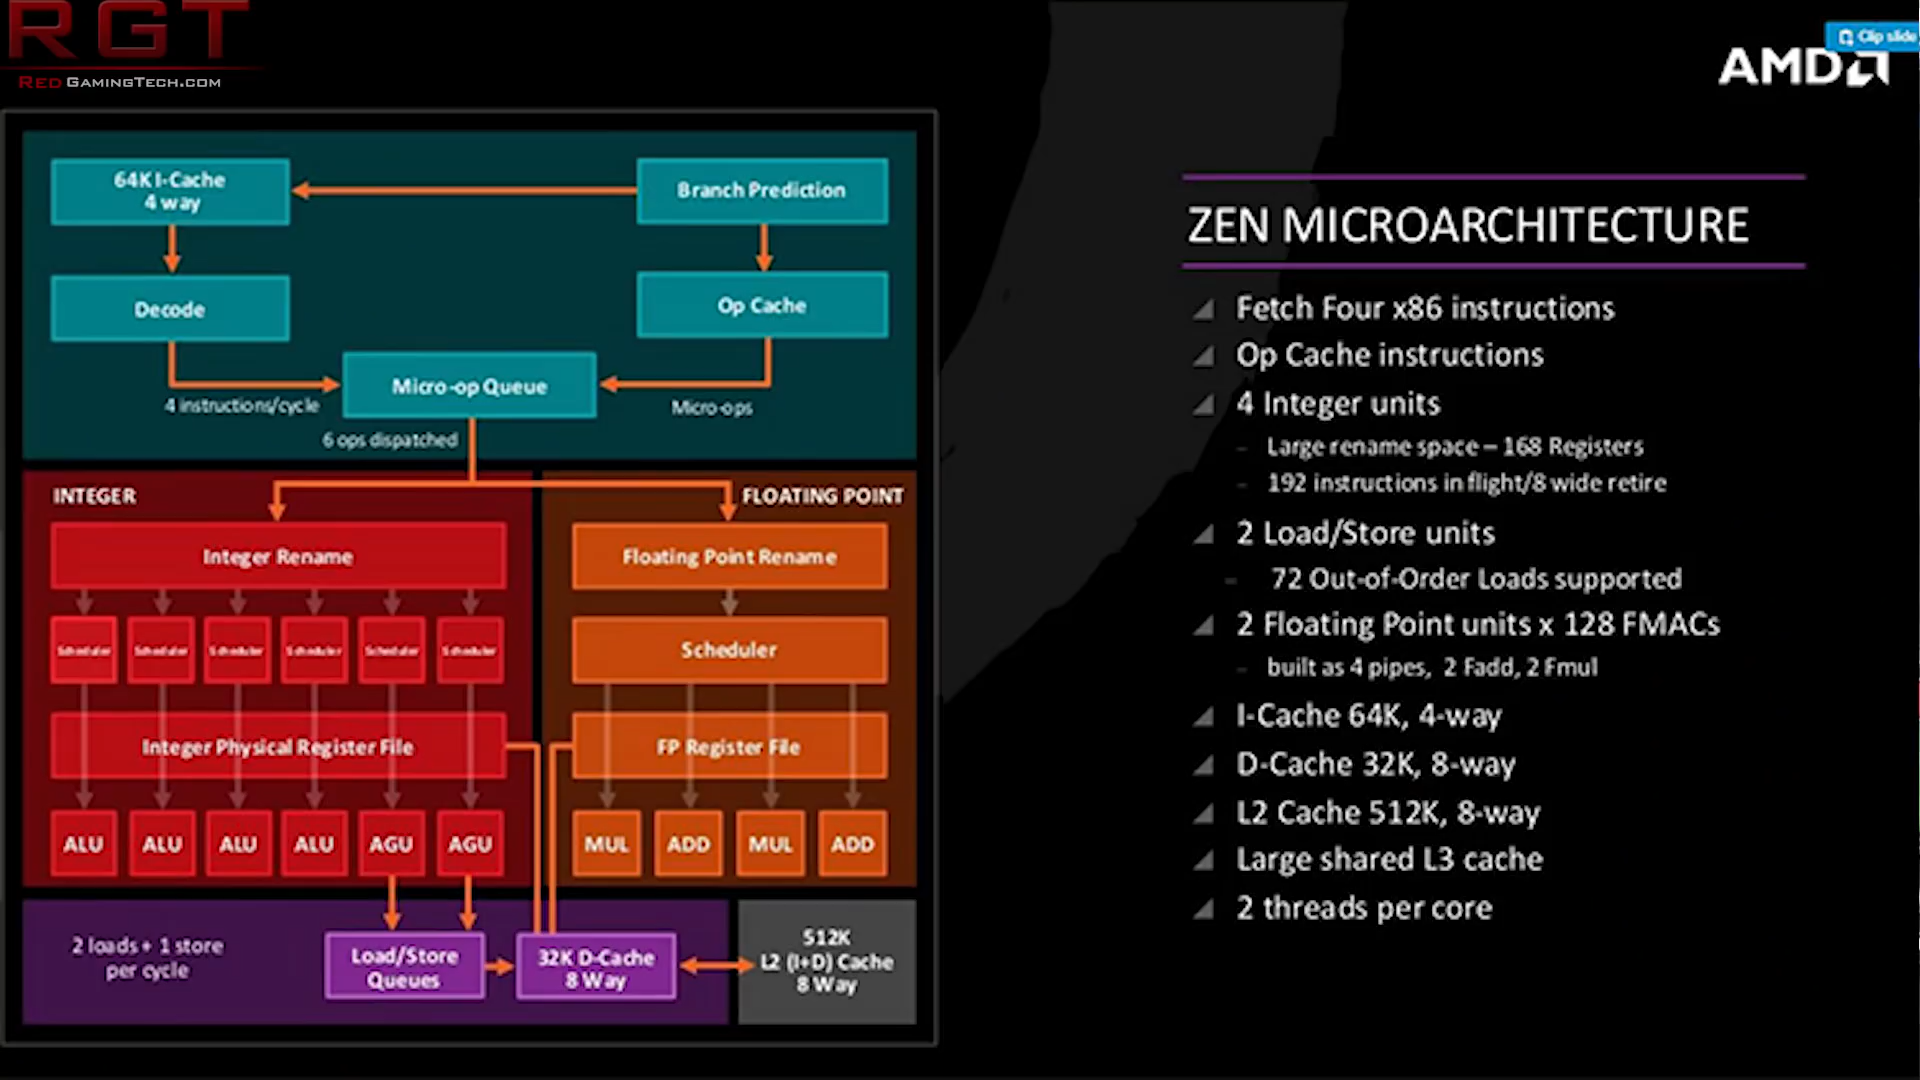 RGT
RED GAMINGTECH.COM
Clip slide
AMD
64K I-Cache
4 way
Branch Prediction
Decode
Op Cache
Micro-op Queue
4 instructions/cycle
Micro-ops
6 ops dispatched
INTEGER
FLOATING POINT
Integer Rename
Floating Point Rename
Scheduler
Scheduler
Scheduler
Scheduler
Scheduler
Scheduler
Scheduler
Integer Physical Register File
FP Register File
ALU
ALU
ALU
ALU
AGU
AGU
MUL
ADD
MUL
ADD
2 loads + 1 store
per cycle
Load/Store
Queues
32K D-Cache
8 Way
512K
L2 (I+D) Cache
8 Way
ZEN MICROARCHITECTURE
Fetch Four x86 instructions
Op Cache instructions
4 Integer units
- Large rename space – 168 Registers
- 192 instructions in flight/8 wide retire
2 Load/Store units
- 72 Out-of-Order Loads supported
2 Floating Point units x 128 FMACs
- built as 4 pipes, 2 Fadd, 2 Fmul
I-Cache 64K, 4-way
D-Cache 32K, 8-way
L2 Cache 512K, 8-way
Large shared L3 cache
2 threads per core